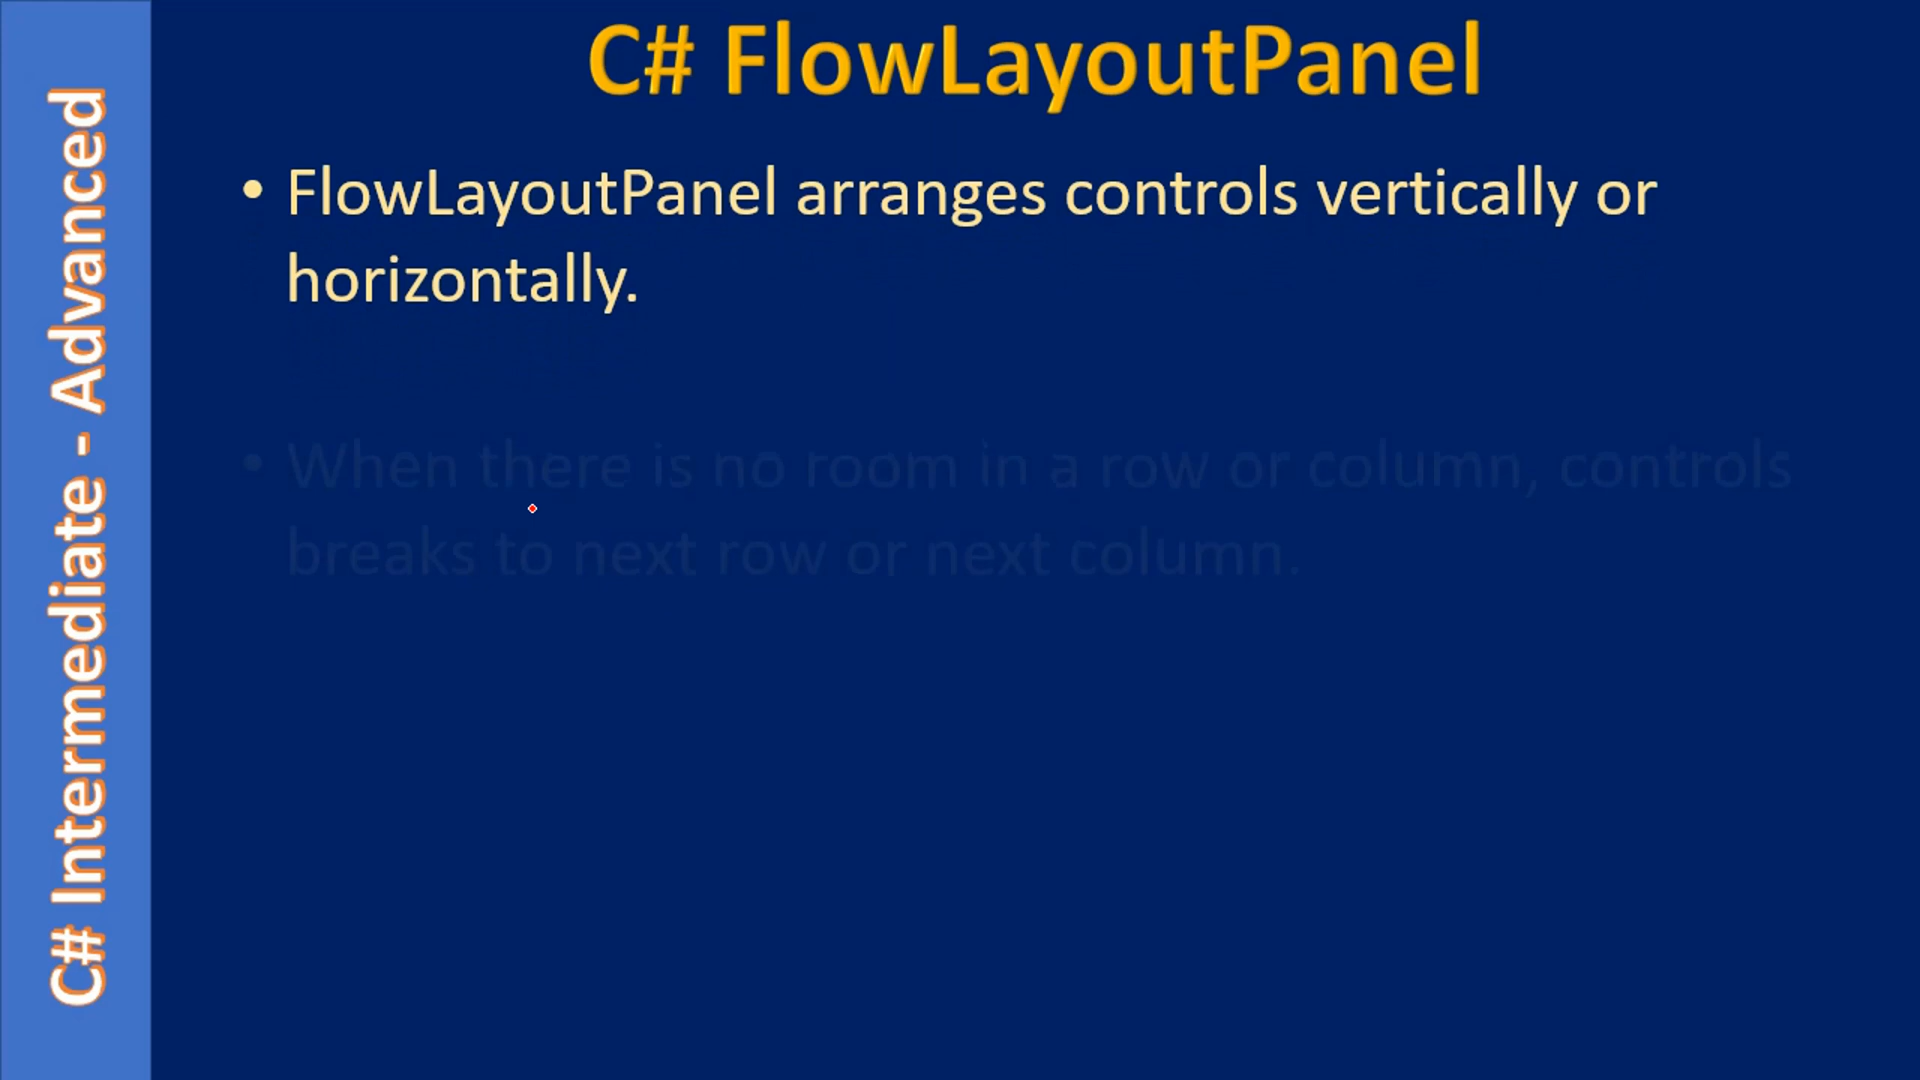 C# FlowLayoutPanel
• FlowLayoutPanel arranges controls vertically or
horizontally.
• When there is no room in a row or column, controls
breaks to next row or next column.
C# Intermediate - Advanced